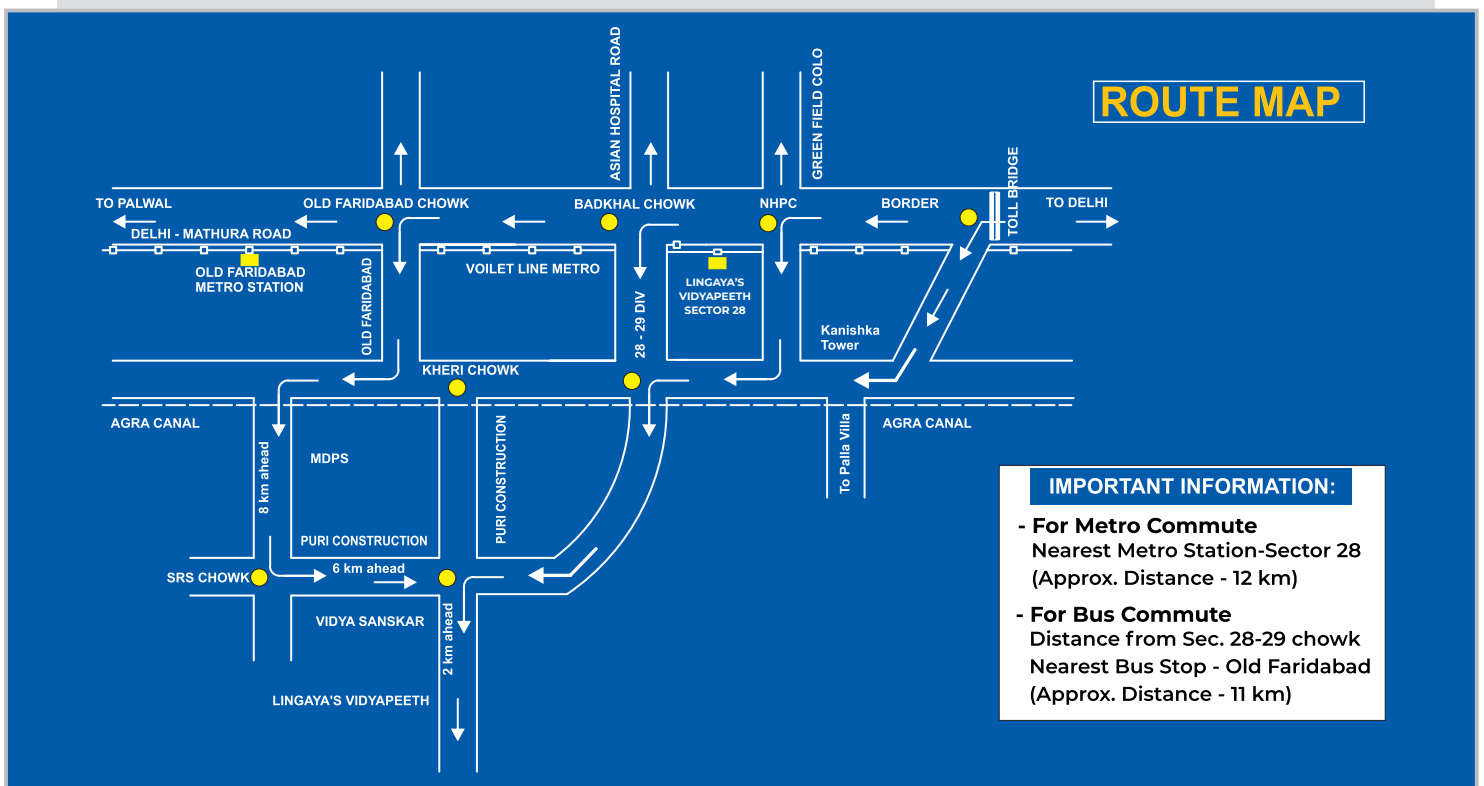 ROUTE MAP
ASIAN HOSPITAL ROAD
GREEN FIELD COLO
TOLL BRIDGE
TO PALWAL
OLD FARIDABAD CHOWK
BADKHAL CHOWK
NHPC
BORDER
TO DELHI
DELHI - MATHURA ROAD
OLD FARIDABAD
METRO STATION
OLD FARIDABAD
VOILET LINE METRO
28 - 29 DIV
LINGAYA'S
VIDYAPEETH
SECTOR 28
Kanishka
Tower
KHERI CHOWK
AGRA CANAL
AGRA CANAL
8 km ahead
MDPS
PURI CONSTRUCTION
To Palla Villa
PURI CONSTRUCTION
SRS CHOWK
6 km ahead
VIDYA SANSKAR
2 km ahead
LINGAYA'S VIDYAPEETH
IMPORTANT INFORMATION:
- For Metro Commute
Nearest Metro Station-Sector 28
(Approx. Distance - 12 km)
- For Bus Commute
Distance from Sec. 28-29 chowk
Nearest Bus Stop - Old Faridabad
(Approx. Distance - 11 km)